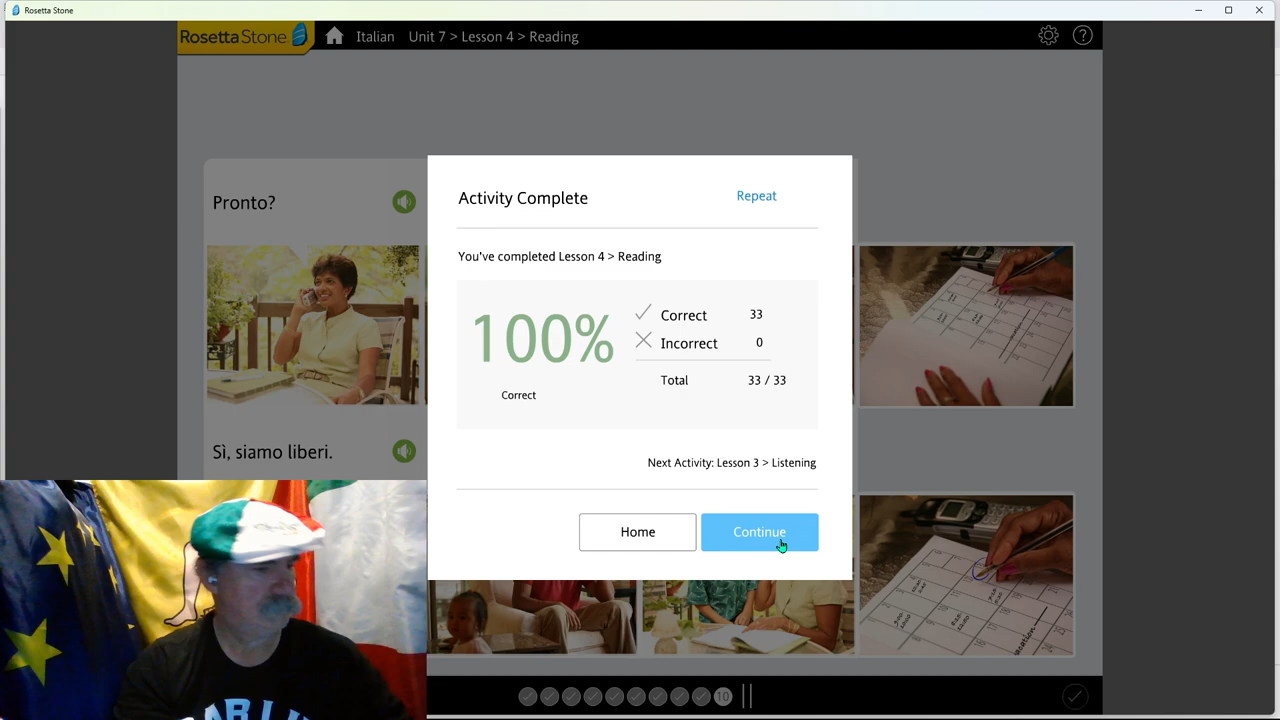 Rosetta Stone
RosettaStone
Italian Unit 7 > Lesson 4 > Reading
Pronto?
Activity Complete
Repeat
You've completed Lesson 4 > Reading
100%
Correct
Correct 33
Incorrect 0
Total 33 / 33
Next Activity: Lesson 3 > Listening
Home
Continue
Sì, siamo liberi.
10